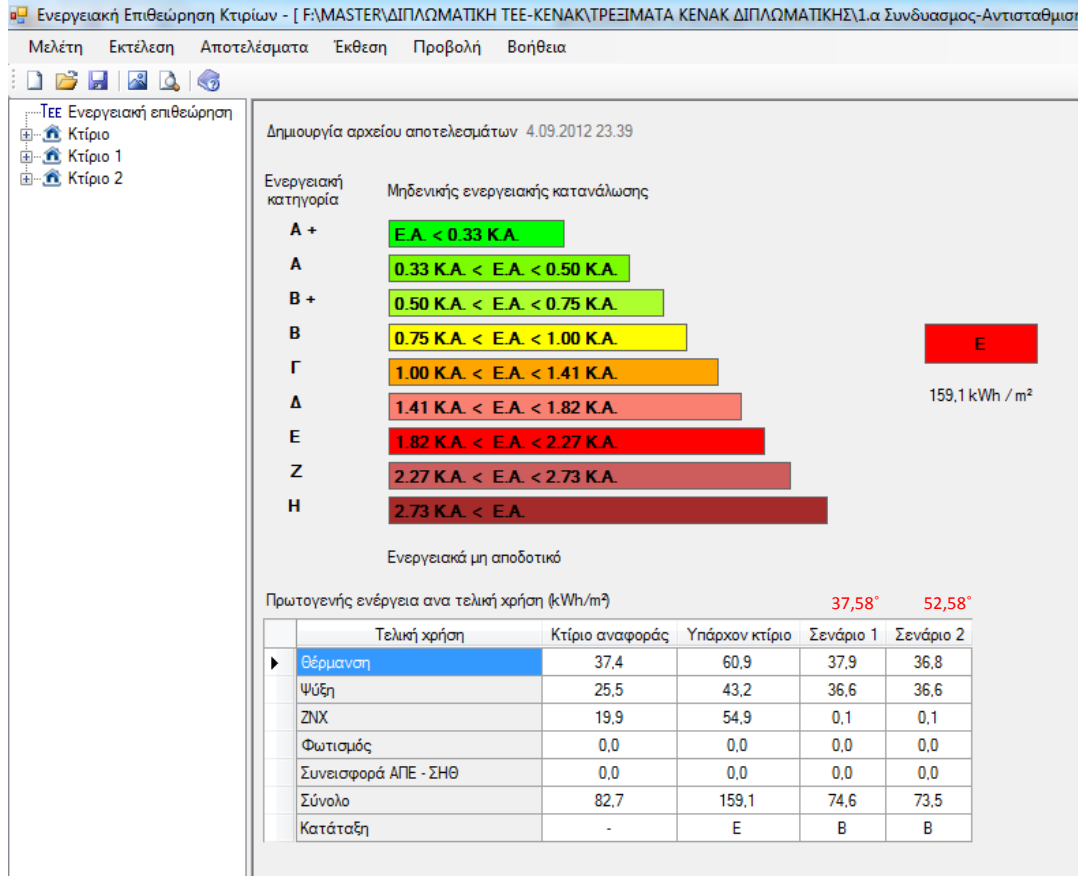 Ενεργειακή Επιθεώρηση Κτιρίων - [ F:\MASTER\ΔΙΠΛΩΜΑΤΙΚΗ ΤΕΕ-ΚΕΝΑΚ\ΤΡΕΞΙΜΑΤΑ ΚΕΝΑΚ ΔΙΠΛΩΜΑΤΙΚΗΣ\1.α Συνδυασμος-Αντισταθμιση
Μελέτη Εκτέλεση Αποτελέσματα Έκθεση Προβολή Βοήθεια
ΤΕΕ Ενεργειακή επιθεώρηση
Κτίριο
Κτίριο 1
Κτίριο 2
Δημιουργία αρχείου αποτελεσμάτων 4.09.2012 23.39
Ενεργειακή κατηγορία
Μηδενικής ενεργειακής κατανάλωσης
Α + Ε.Α. < 0.33 Κ.Α.
Α 0.33 Κ.Α. < Ε.Α. < 0.50 Κ.Α.
Β + 0.50 Κ.Α. < Ε.Α. < 0.75 Κ.Α.
Β 0.75 Κ.Α. < Ε.Α. < 1.00 Κ.Α.
Γ 1.00 Κ.Α. < Ε.Α. < 1.41 Κ.Α.
Δ 1.41 Κ.Α. < Ε.Α. < 1.82 Κ.Α.
Ε 1.82 Κ.Α. < Ε.Α. < 2.27 Κ.Α.
Ζ 2.27 Κ.Α. < Ε.Α. < 2.73 Κ.Α.
Η 2.73 Κ.Α. < Ε.Α.
Ενεργειακά μη αποδοτικό
Ε
159,1 kWh / m²
Πρωτογενής ενέργεια ανα τελική χρήση (kWh/m²) 37,58° 52,58°
Τελική χρήση Κτίριο αναφοράς Υπάρχον κτίριο Σενάριο 1 Σενάριο 2
Θέρμανση 37,4 60,9 37,9 36,8
Ψύξη 25,5 43,2 36,6 36,6
ΖΝΧ 19,9 54,9 0,1 0,1
Φωτισμός 0,0 0,0 0,0 0,0
Συνεισφορά ΑΠΕ - ΣΗΘ 0,0 0,0 0,0 0,0
Σύνολο 82,7 159,1 74,6 73,5
Κατάταξη - Ε Β Β